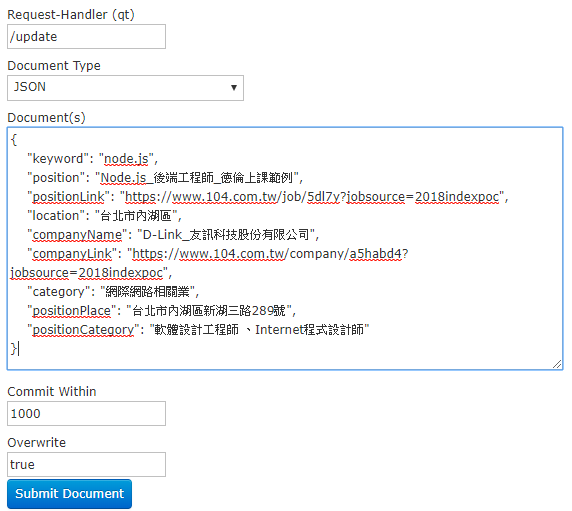 Request-Handler (qt)
/update
Document Type
JSON
Document(s)
{
"keyword": "node.js",
"position": "Node.js_後端工程師_德倫上課範例",
"positionLink": "https://www.104.com.tw/job/5dl7y?jobsource=2018indexpoc",
"location": "台北市內湖區",
"companyName": "D-Link_友訊科技股份有限公司",
"companyLink": "https://www.104.com.tw/company/a5habd4?
jobsource=2018indexpoc",
"category": "網際網路相關業",
"positionPlace": "台北市內湖區新湖三路289號",
"positionCategory": "軟體設計工程師 、Internet程式設計師"
}
Commit Within
1000
Overwrite
true
Submit Document